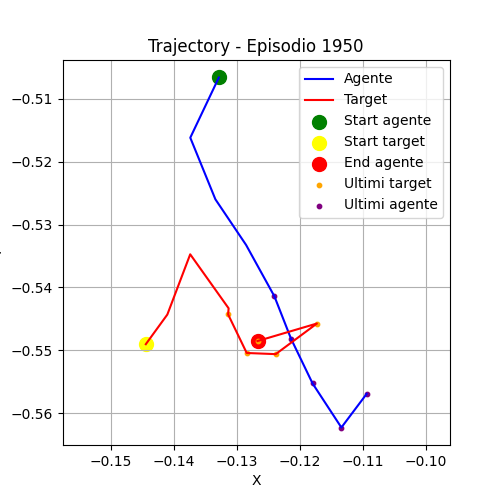 Trajectory - Episodio 1950
Agente
Target
Start agente
Start target
End agente
Ultimi target
Ultimi agente
−0.51
−0.52
−0.53
−0.54
−0.55
−0.56
−0.15
−0.14
−0.13
−0.12
−0.11
−0.10
X